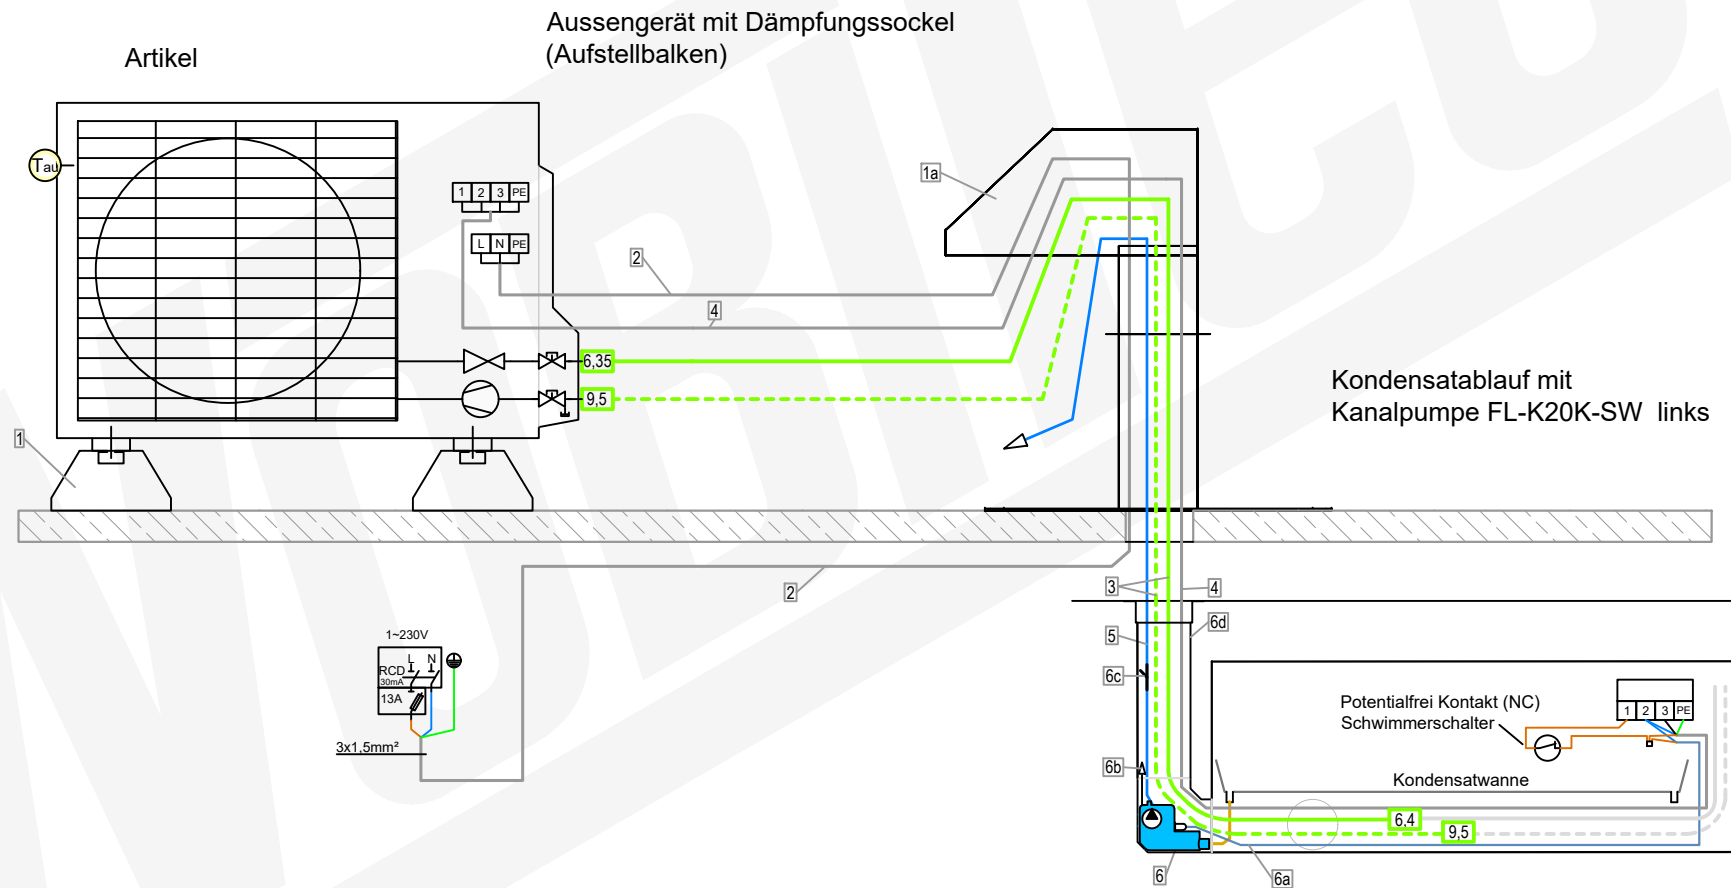 Artikel
Aussengerät mit Dämpfungssockel
(Aufstellbalken)
Tau
1 2 3 PE
L N PE
1a
2
4
6,35
9,5
1
Kondensatablauf mit
Kanalpumpe FL-K20K-SW links
2
3
4
1~230V
L N
RCD
30mA
13A
3x1,5mm²
5
6d
6c
6b
Potentialfrei Kontakt (NC)
Schwimmerschalter
1 2 3 PE
Kondensatwanne
6,4
9,5
6
6a